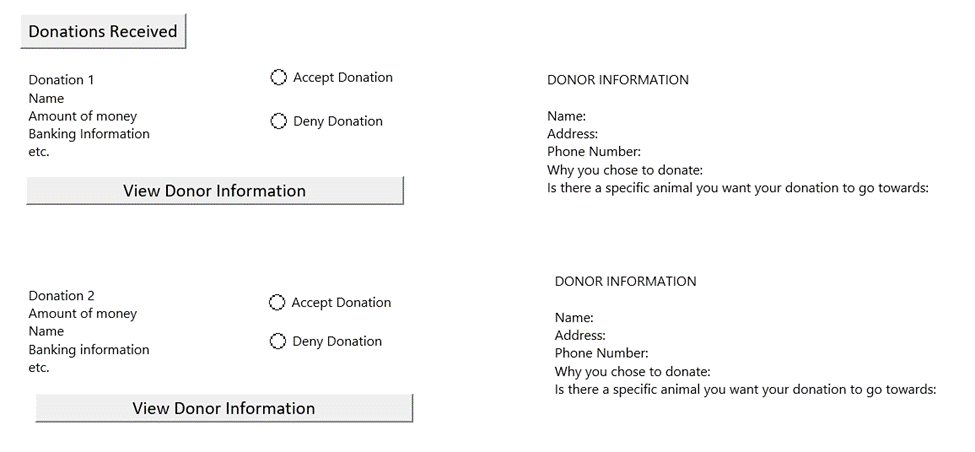 Donations Received
Donation 1
Name
Amount of money
Banking Information
etc.
Accept Donation
Deny Donation
View Donor Information
DONOR INFORMATION
Name:
Address:
Phone Number:
Why you chose to donate:
Is there a specific animal you want your donation to go towards:
Donation 2
Amount of money
Name
Banking information
etc.
Accept Donation
Deny Donation
View Donor Information
DONOR INFORMATION
Name:
Address:
Phone Number:
Why you chose to donate:
Is there a specific animal you want your donation to go towards: